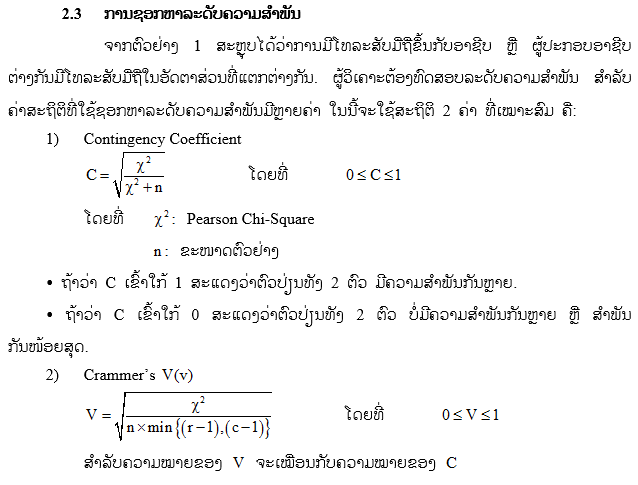 2.3 ການຊອກຫາລະດັບຄວາມສຳພັນ
ຈາກຕົວຢ່າງ 1 ສະຫຼຸບໄດ້ວ່າການມີໂທລະສັບມືຖືຂຶ້ນກັບອາຊີບ ຫຼື ຜູ້ປະກອບອາຊີບ
ຕ່າງກັນມີໂທລະສັບມືຖືໃນອັດຕາສ່ວນທີ່ແຕກຕ່າງກັນ. ຜູ້ວິເຄາະຕ້ອງທົດສອບລະດັບຄວາມສຳພັນ ສຳລັບ
ຄ່າສະຖິຕິທີ່ໃຊ້ຊອກຫາລະດັບຄວາມສຳພັນມີຫຼາຍຄ່າ ໃນນີ້ຈະໃຊ້ສະຖິຕິ 2 ຄ່າ ທີ່ເໝາະສົມ ຄື:
1) Contingency Coefficient
C = √(χ² / (χ² + n)) ໂດຍທີ່ 0 ≤ C ≤ 1
ໂດຍທີ່ χ² : Pearson Chi-Square
n : ຂະໜາດຕົວຢ່າງ
• ຖ້າວ່າ C ເຂົ້າໃກ້ 1 ສະແດງວ່າຕົວປ່ຽນທັງ 2 ຕົວ ມີຄວາມສຳພັນກັນຫຼາຍ.
• ຖ້າວ່າ C ເຂົ້າໃກ້ 0 ສະແດງວ່າຕົວປ່ຽນທັງ 2 ຕົວ ບໍ່ມີຄວາມສຳພັນກັນຫຼາຍ ຫຼື ສຳພັນ
ກັນໜ້ອຍສຸດ.
2) Crammer’s V(v)
V = √(χ² / (n×min{(r−1),(c−1)})) ໂດຍທີ່ 0 ≤ V ≤ 1
ສຳລັບຄວາມໝາຍຂອງ V ຈະເໝືອນກັບຄວາມໝາຍຂອງ C